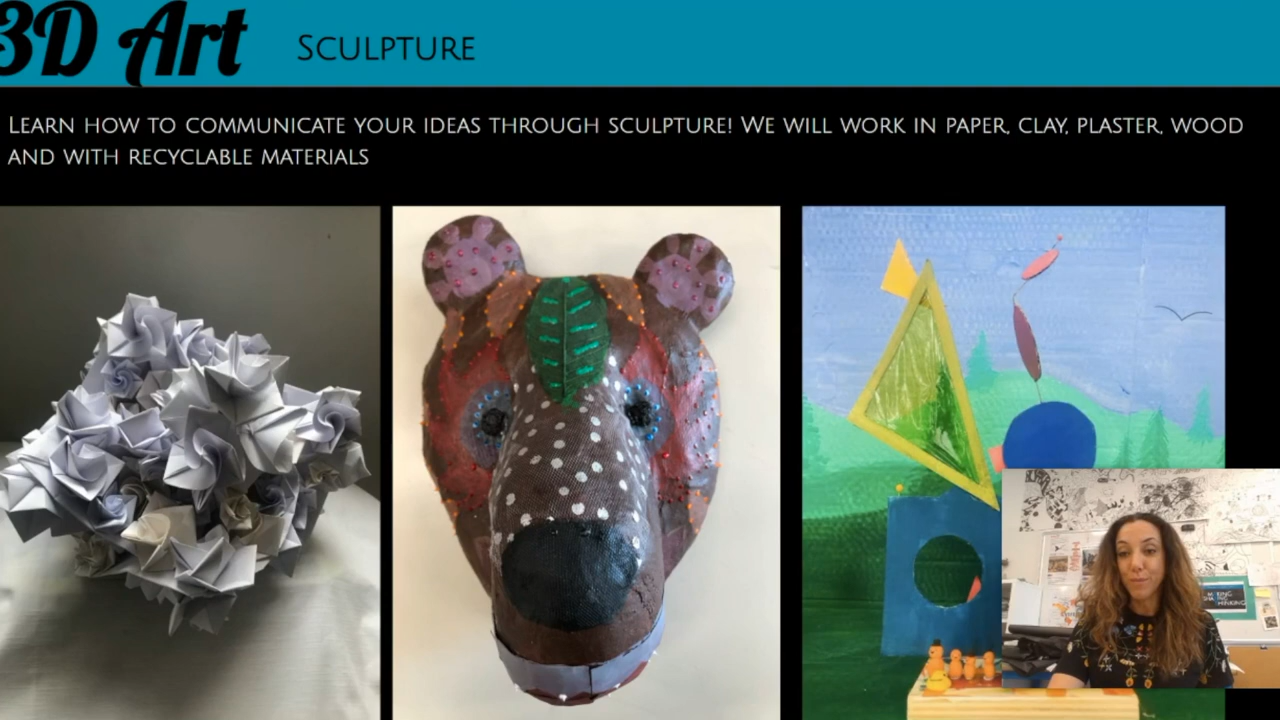 3D Art Sculpture
Learn how to communicate your ideas through sculpture! We will work in paper, clay, plaster, wood
and with recyclable materials
THINKING